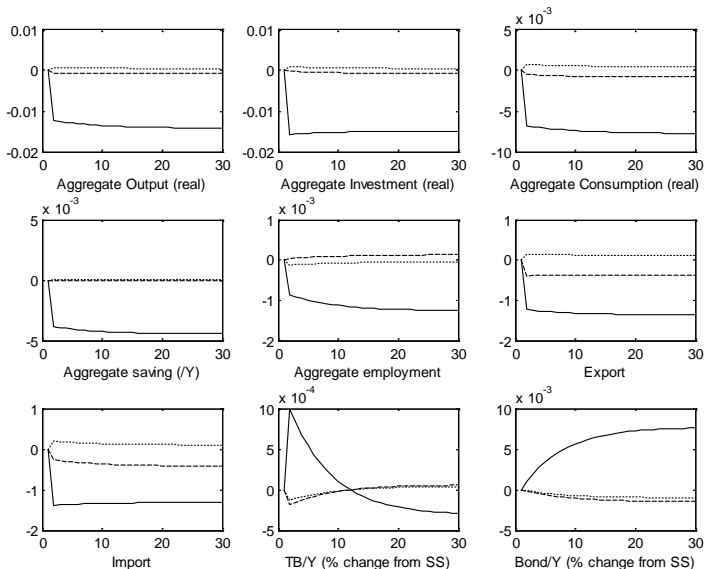 0.01
0
-0.01
-0.02
0 10 20 30
Aggregate Output (real)
0.01
0
-0.01
-0.02
0 10 20 30
Aggregate Investment (real)
x 10-3
5
0
-5
-10
0 10 20 30
Aggregate Consumption (real)
x 10-3
5
0
-5
0 10 20 30
Aggregate saving (/Y)
x 10-3
1
0
-1
-2
0 10 20 30
Aggregate employment
1
0
-1
-2
0 10 20 30
Export
1
0
-1
-2
0 10 20 30
Import
x 10-4
10
5
0
-5
0 10 20 30
TB/Y (% change from SS)
x 10-3
10
5
0
-5
0 10 20 30
Bond/Y (% change from SS)